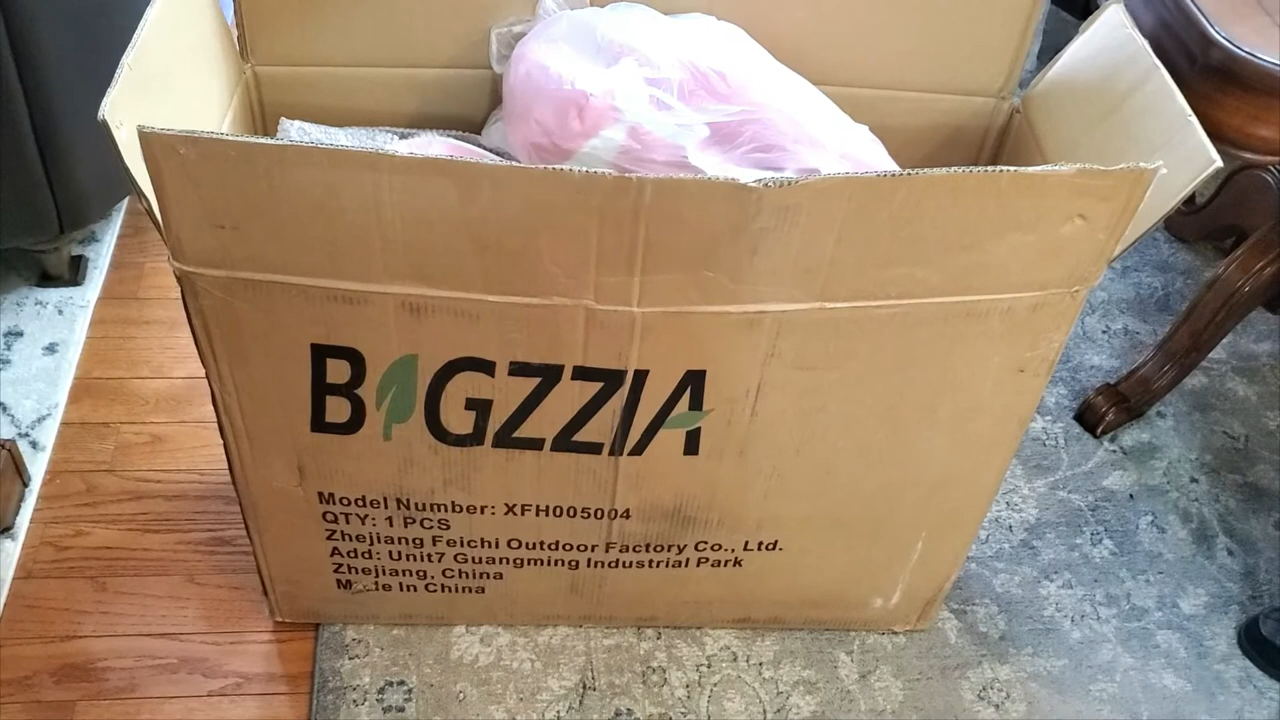 BIGZZIA
Model Number: XFH005004
QTY: 1 PCS
Zhejiang Feichi Outdoor Factory Co., Ltd.
Add: Unit7 Guangming Industrial Park
Zhejiang, China
Made In China